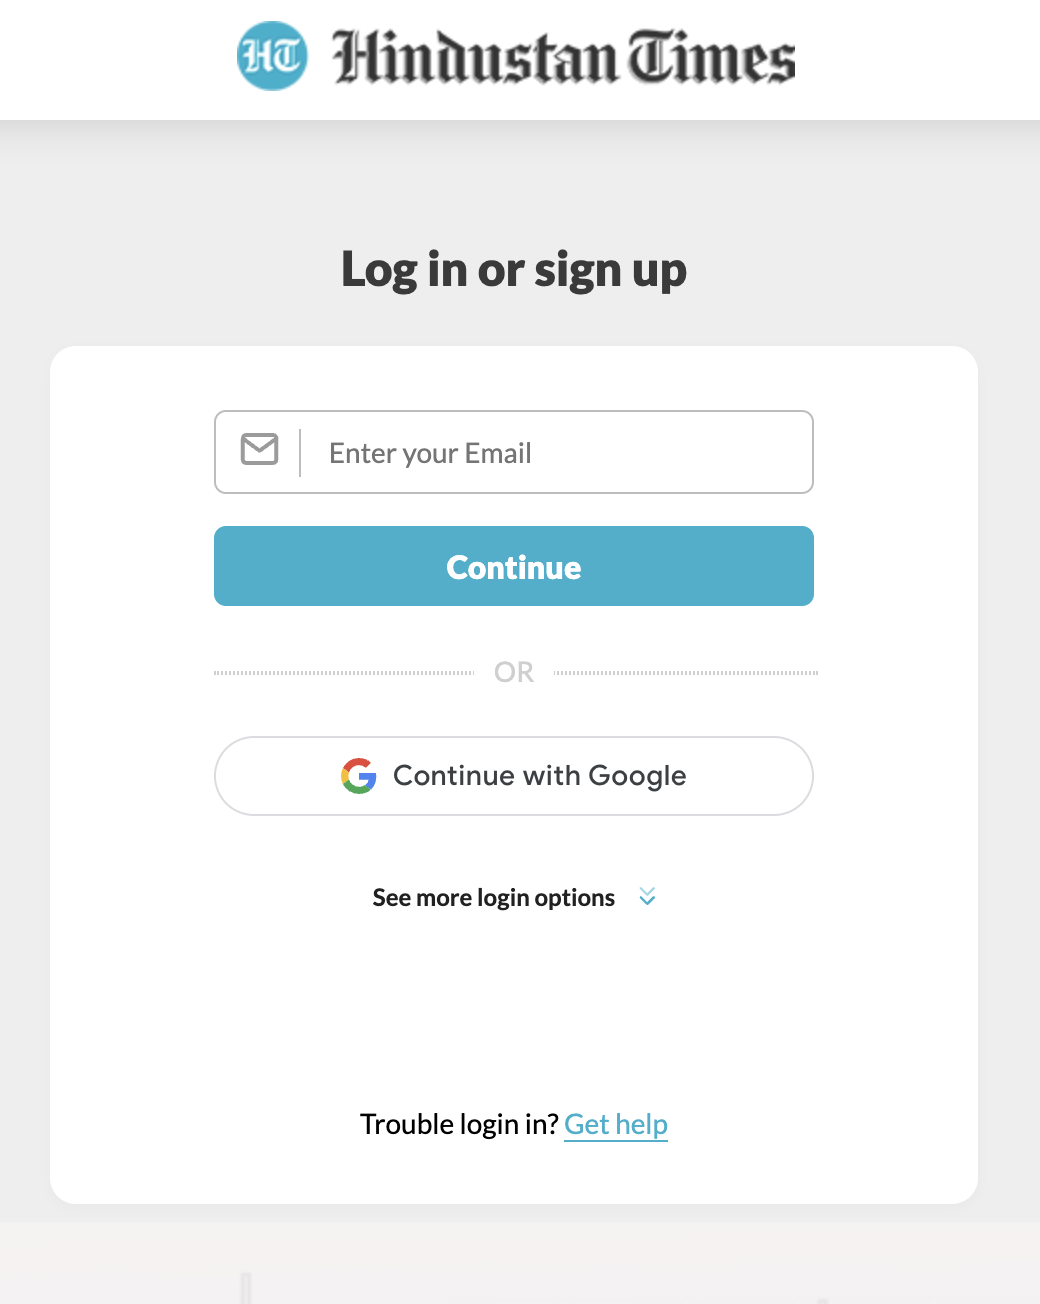 HT Hindustan Times
Log in or sign up
Enter your Email
Continue
OR
Continue with Google
See more login options
Trouble login in? Get help